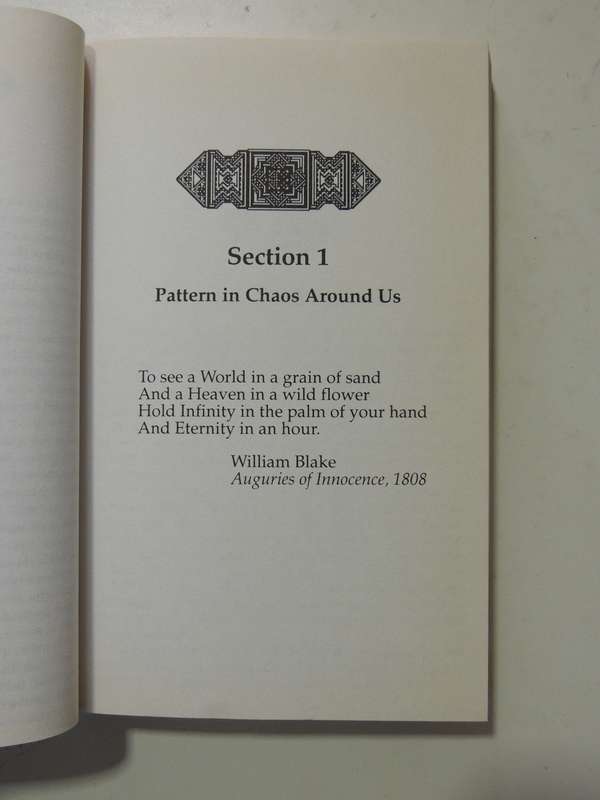 Section 1
Pattern in Chaos Around Us
To see a World in a grain of sand
And a Heaven in a wild flower
Hold Infinity in the palm of your hand
And Eternity in an hour.
William Blake
Auguries of Innocence, 1808